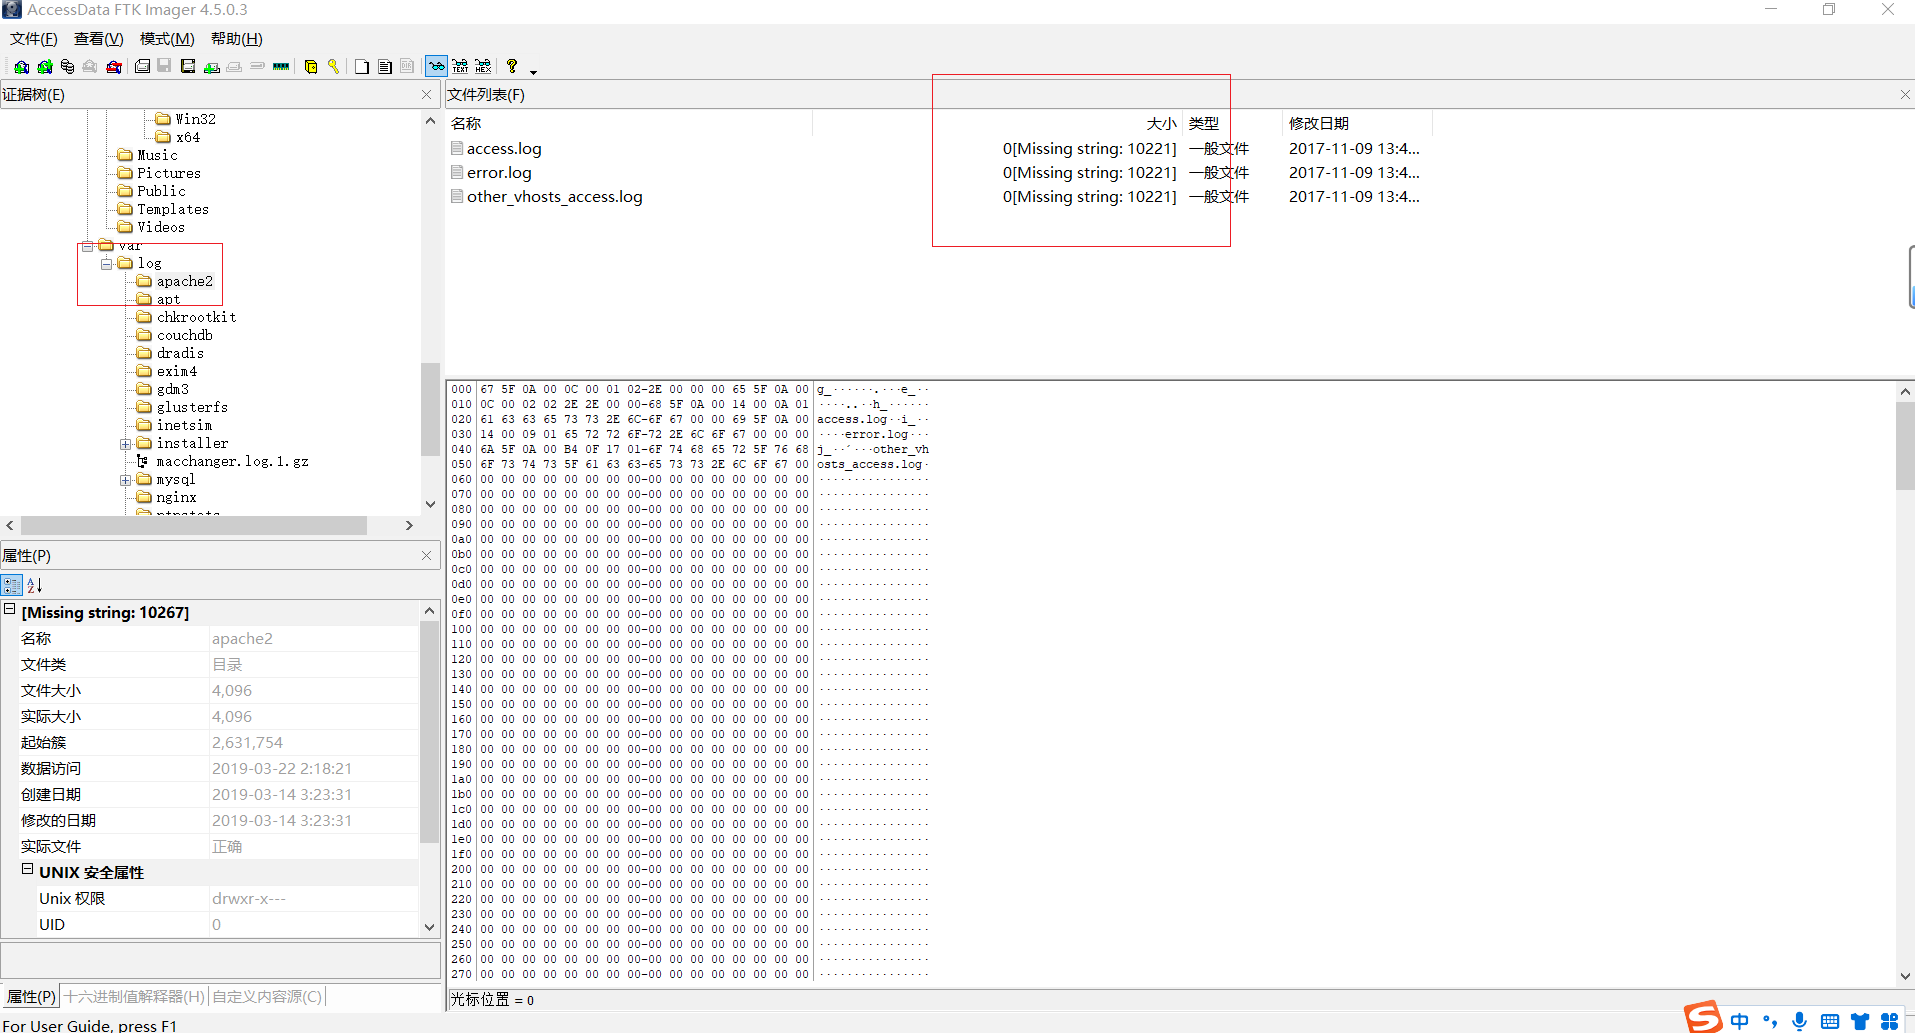 AccessData FTK Imager 4.5.0.3
文件(F) 查看(V) 模式(M) 帮助(H)
证据树(E)
Win32
x64
Music
Pictures
Public
Templates
Videos
var
log
apache2
apt
chkrootkit
couchdb
dradis
exim4
gdm3
glusterfs
inetsim
installer
macchanger.log.1.gz
mysql
nginx
属性(P)
[Missing string: 10267]
名称 apache2
文件类 目录
文件大小 4,096
实际大小 4,096
起始簇 2,631,754
数据访问 2019-03-22 2:18:21
创建日期 2019-03-14 3:23:31
修改的日期 2019-03-14 3:23:31
实际文件 正确
UNIX 安全属性
Unix 权限 drwxr-x---
UID 0
属性(P) 十六进制值解释器(H) 自定义内容源(C)
For User Guide, press F1
文件列表(F)
名称 大小 类型 修改日期
access.log 0[Missing string: 10221] 一般文件 2017-11-09 13:4...
error.log 0[Missing string: 10221] 一般文件 2017-11-09 13:4...
other_vhosts_access.log 0[Missing string: 10221] 一般文件 2017-11-09 13:4...
000 67 5F 0A 00 0C 00 01 02-2E 00 00 00 65 5F 0A 00 g_·······.···e_··
010 0C 00 02 02 2E 2E 00 00-68 5F 0A 00 14 00 0A 01 ····..··h_······
020 61 63 63 65 73 73 2E 6C-6F 67 00 00 69 5F 0A 00 access.log··i_··
030 14 00 09 01 65 72 72 6F-72 2E 6C 6F 67 00 00 00 ····error.log···
040 6A 5F 0A 00 B4 0F 17 01-6F 74 68 65 72 5F 76 68 j_··´···other_vh
050 6F 73 74 73 5F 61 63 63-65 73 73 2E 6C 6F 67 00 osts_access.log·
060 00 00 00 00 00 00 00 00-00 00 00 00 00 00 00 00 ················
070 00 00 00 00 00 00 00 00-00 00 00 00 00 00 00 00 ················
080 00 00 00 00 00 00 00 00-00 00 00 00 00 00 00 00 ················
090 00 00 00 00 00 00 00 00-00 00 00 00 00 00 00 00 ················
0a0 00 00 00 00 00 00 00 00-00 00 00 00 00 00 00 00 ················
0b0 00 00 00 00 00 00 00 00-00 00 00 00 00 00 00 00 ················
0c0 00 00 00 00 00 00 00 00-00 00 00 00 00 00 00 00 ················
0d0 00 00 00 00 00 00 00 00-00 00 00 00 00 00 00 00 ················
0e0 00 00 00 00 00 00 00 00-00 00 00 00 00 00 00 00 ················
0f0 00 00 00 00 00 00 00 00-00 00 00 00 00 00 00 00 ················
100 00 00 00 00 00 00 00 00-00 00 00 00 00 00 00 00 ················
110 00 00 00 00 00 00 00 00-00 00 00 00 00 00 00 00 ················
120 00 00 00 00 00 00 00 00-00 00 00 00 00 00 00 00 ················
130 00 00 00 00 00 00 00 00-00 00 00 00 00 00 00 00 ················
140 00 00 00 00 00 00 00 00-00 00 00 00 00 00 00 00 ················
150 00 00 00 00 00 00 00 00-00 00 00 00 00 00 00 00 ················
160 00 00 00 00 00 00 00 00-00 00 00 00 00 00 00 00 ················
170 00 00 00 00 00 00 00 00-00 00 00 00 00 00 00 00 ················
180 00 00 00 00 00 00 00 00-00 00 00 00 00 00 00 00 ················
190 00 00 00 00 00 00 00 00-00 00 00 00 00 00 00 00 ················
1a0 00 00 00 00 00 00 00 00-00 00 00 00 00 00 00 00 ················
1b0 00 00 00 00 00 00 00 00-00 00 00 00 00 00 00 00 ················
1c0 00 00 00 00 00 00 00 00-00 00 00 00 00 00 00 00 ················
1d0 00 00 00 00 00 00 00 00-00 00 00 00 00 00 00 00 ················
1e0 00 00 00 00 00 00 00 00-00 00 00 00 00 00 00 00 ················
1f0 00 00 00 00 00 00 00 00-00 00 00 00 00 00 00 00 ················
200 00 00 00 00 00 00 00 00-00 00 00 00 00 00 00 00 ················
210 00 00 00 00 00 00 00 00-00 00 00 00 00 00 00 00 ················
220 00 00 00 00 00 00 00 00-00 00 00 00 00 00 00 00 ················
230 00 00 00 00 00 00 00 00-00 00 00 00 00 00 00 00 ················
240 00 00 00 00 00 00 00 00-00 00 00 00 00 00 00 00 ················
250 00 00 00 00 00 00 00 00-00 00 00 00 00 00 00 00 ················
260 00 00 00 00 00 00 00 00-00 00 00 00 00 00 00 00 ················
270 00 00 00 00 00 00 00 00-00 00 00 00 00 00 00 00 ················
光标位置 = 0
中